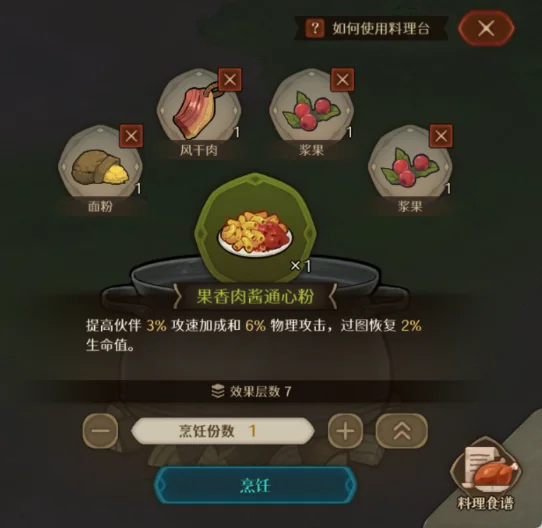 ? 如何使用料理台
1
风干肉
1
浆果
1
面粉
1
浆果
×1
果香肉酱通心粉
提高伙伴 3% 攻速加成和 6% 物理攻击，过图恢复 2%
生命值。
效果层数 7
烹饪份数 1
烹饪
料理食谱